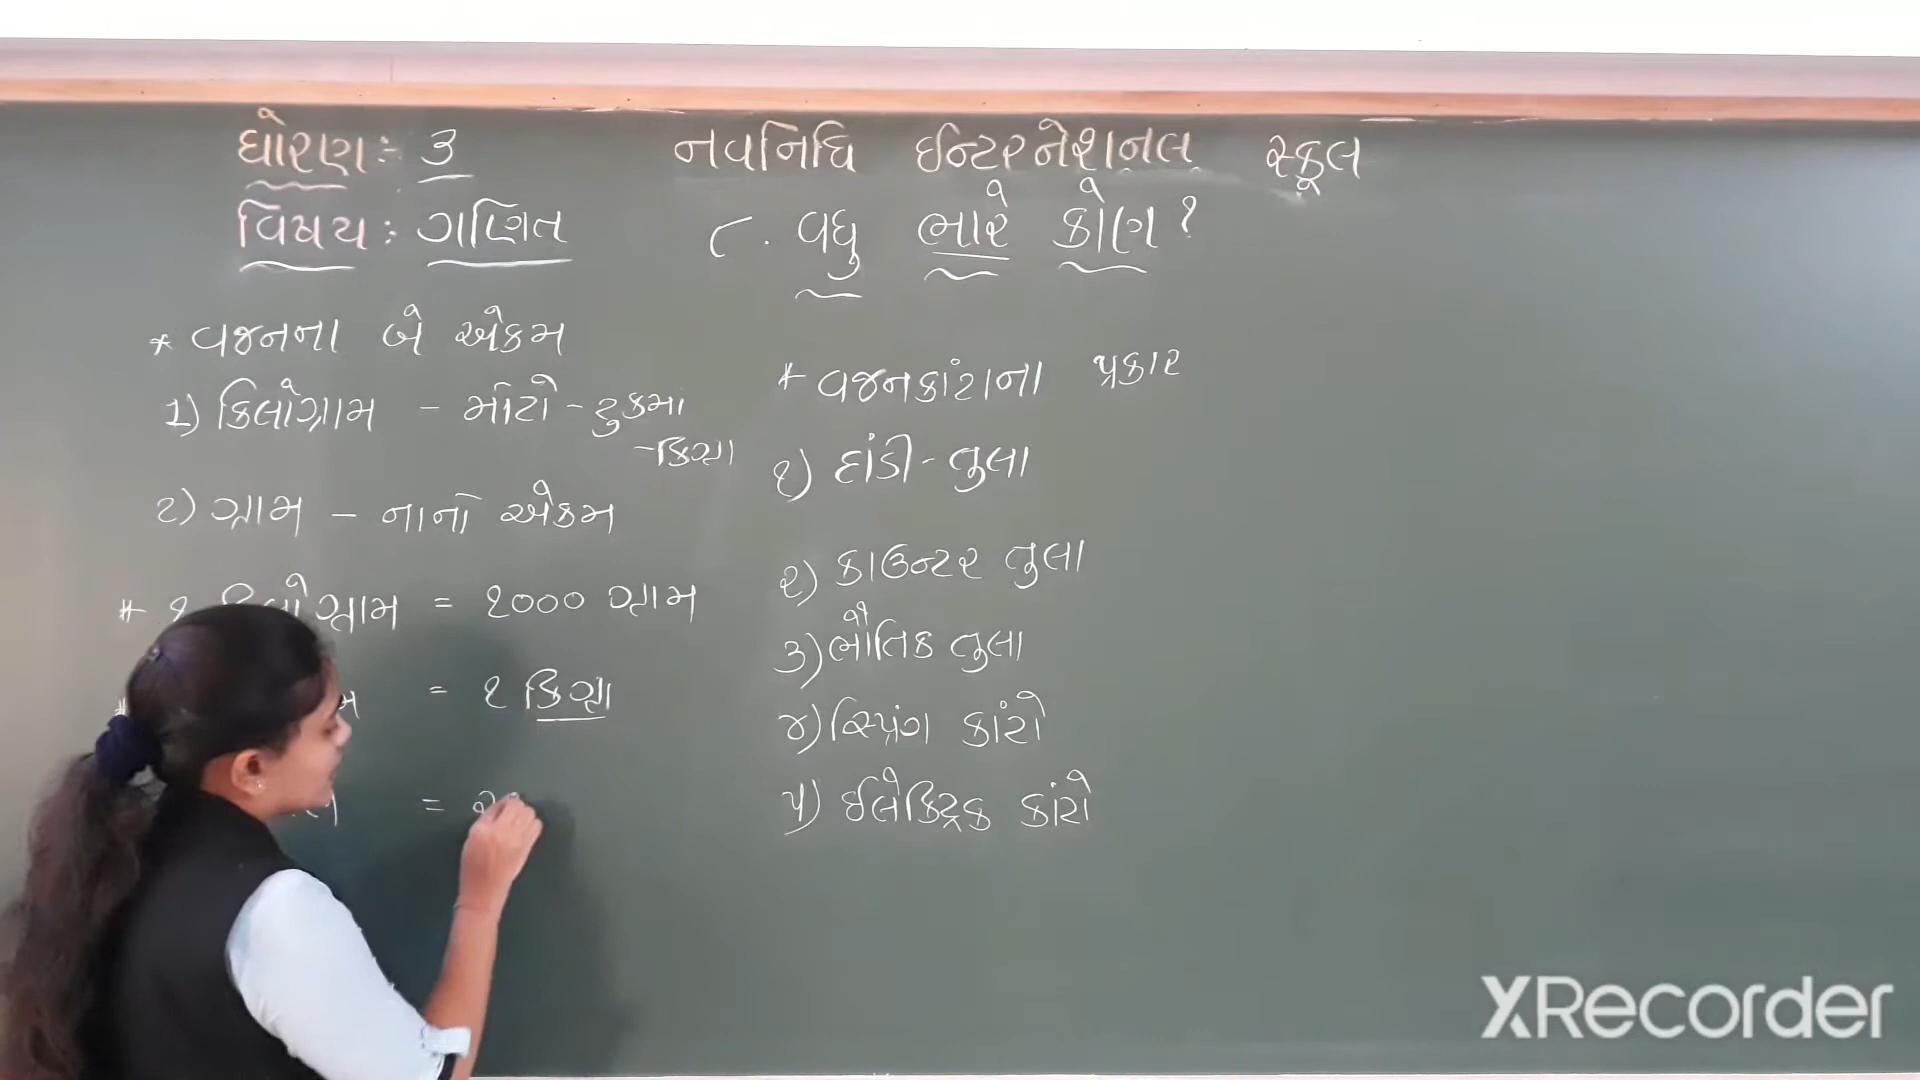 ધોરણ :- ૩
નવનિધિ ઈન્ટરનેશનલ સ્કૂલ
વિષય :- ગણિત
૮. વધુ ભારે કોણ ?
* વજનના બે એકમ
1) કિલોગ્રામ - મોટો - ટુકમા
- કિગ્રા
૨) ગ્રામ - નાનો એકમ
* ૧ કિલોગ્રામ = ૧૦૦૦ ગ્રામ
= ૧ કિગ્રા
=
* વજનકાંટાના પ્રકાર
૧) દાંડી - તુલા
૨) કાઉન્ટર તુલા
૩) ભૌતિક તુલા
૪) સ્પ્રિંગ કાંટો
૫) ઈલેક્ટ્રિક કાંટો
XRecorder